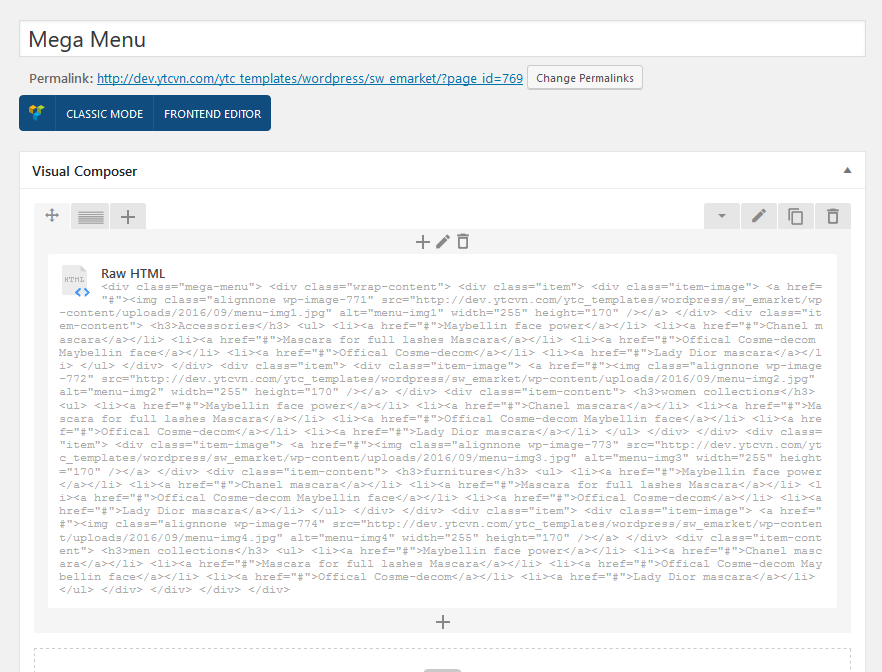 Mega Menu
Permalink: http://dev.ytcvn.com/ytc_templates/wordpress/sw_emarket/?page_id=769 Change Permalinks
CLASSIC MODE FRONTEND EDITOR
Visual Composer
HTML
Raw HTML
<div class="mega-menu"> <div class="wrap-content"> <div class="item"> <div class="item-image"> <a href=
"#"><img class="alignnone wp-image-771" src="http://dev.ytcvn.com/ytc_templates/wordpress/sw_emarket/wp
-content/uploads/2016/09/menu-img1.jpg" alt="menu-img1" width="255" height="170" /></a> </div> <div class="it
em-content"> <h3>Accessories</h3> <ul> <li><a href="#">Maybellin face power</a></li> <li><a href="#">Chanel m
ascara</a></li> <li><a href="#">Mascara for full lashes Mascara</a></li> <li><a href="#">Offical Cosme-decom
Maybellin face</a></li> <li><a href="#">Offical Cosme-decom</a></li> <li><a href="#">Lady Dior mascara</a></l
i> </ul> </div> </div> <div class="item"> <div class="item-image"> <a href="#"><img class="alignnone wp-image
-772" src="http://dev.ytcvn.com/ytc_templates/wordpress/sw_emarket/wp-content/uploads/2016/09/menu-img2.jpg"
alt="menu-img2" width="255" height="170" /></a> </div> <div class="item-content"> <h3>women collections</h3>
<ul> <li><a href="#">Maybellin face power</a></li> <li><a href="#">Chanel mascara</a></li> <li><a href="#">Ma
scara for full lashes Mascara</a></li> <li><a href="#">Offical Cosme-decom Maybellin face</a></li> <li><a hre
f="#">Offical Cosme-decom</a></li> <li><a href="#">Lady Dior mascara</a></li> </ul> </div> </div> <div class=
"item"> <div class="item-image"> <a href="#"><img class="alignnone wp-image-773" src="http://dev.ytcvn.com/yt
c_templates/wordpress/sw_emarket/wp-content/uploads/2016/09/menu-img3.jpg" alt="menu-img3" width="255" height
="170" /></a> </div> <div class="item-content"> <h3>furnitures</h3> <ul> <li><a href="#">Maybellin face power
</a></li> <li><a href="#">Chanel mascara</a></li> <li><a href="#">Mascara for full lashes Mascara</a></li> <l
i><a href="#">Offical Cosme-decom Maybellin face</a></li> <li><a href="#">Offical Cosme-decom</a></li> <li><a
href="#">Lady Dior mascara</a></li> </ul> </div> </div> <div class="item"> <div class="item-image"> <a href="
#"><img class="alignnone wp-image-774" src="http://dev.ytcvn.com/ytc_templates/wordpress/sw_emarket/wp-conten
t/uploads/2016/09/menu-img4.jpg" alt="menu-img4" width="255" height="170" /></a> </div> <div class="item-cont
ent"> <h3>men collections</h3> <ul> <li><a href="#">Maybellin face power</a></li> <li><a href="#">Chanel masc
ara</a></li> <li><a href="#">Mascara for full lashes Mascara</a></li> <li><a href="#">Offical Cosme-decom May
bellin face</a></li> <li><a href="#">Offical Cosme-decom</a></li> <li><a href="#">Lady Dior mascara</a></li>
</ul> </div> </div> </div> </div>